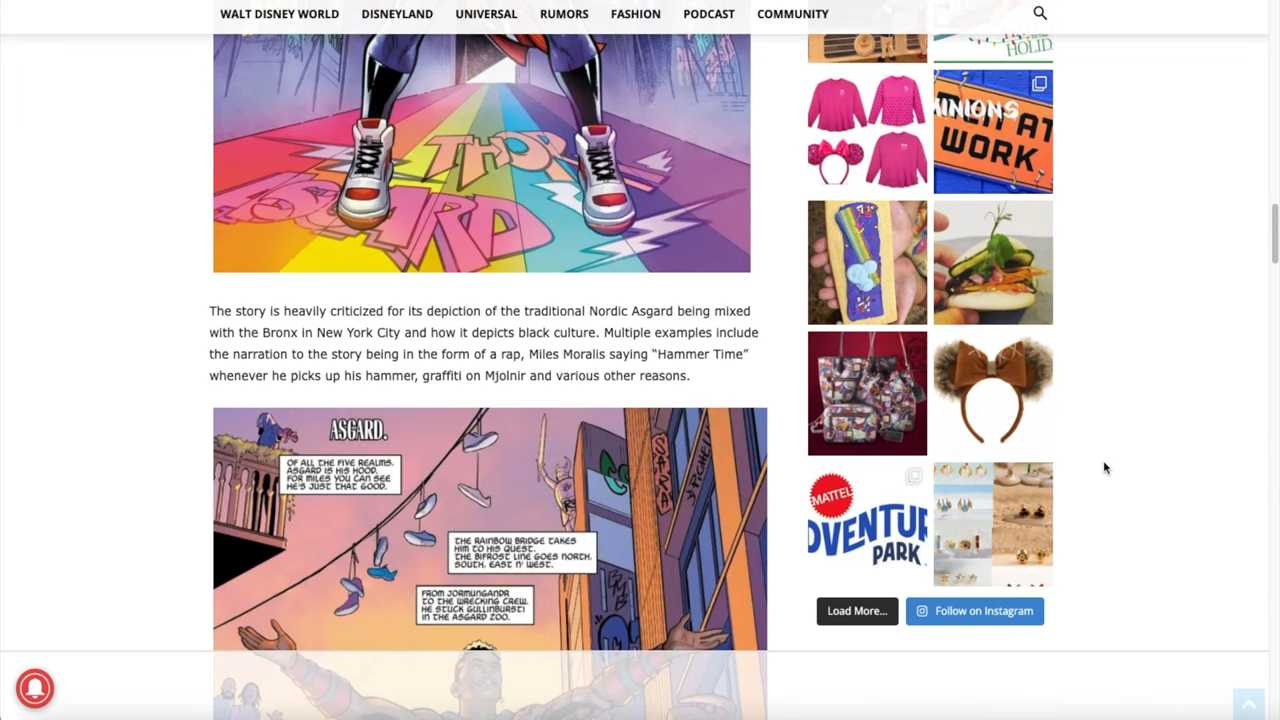 WALT DISNEY WORLD DISNEYLAND UNIVERSAL RUMORS FASHION PODCAST COMMUNITY
HOLID
MINIONS
AT
WORK
THOR
The story is heavily criticized for its depiction of the traditional Nordic Asgard being mixed
with the Bronx in New York City and how it depicts black culture. Multiple examples include
the narration to the story being in the form of a rap, Miles Moralis saying “Hammer Time”
whenever he picks up his hammer, graffiti on Mjolnir and various other reasons.
ASGARD.
OF ALL THE FIVE REALMS,
ASGARD IS HIS HOOD.
FOR MILES YOU CAN SEE
HE'S JUST THAT GOOD.
SARA
PICHELLI
THE RAINBOW BRIDGE TAKES
HIM TO HIS QUEST.
THE BIFROST LINE GOES NORTH,
SOUTH, EAST N' WEST.
FROM JORMUNGANDR
TO THE WRECKING CREW,
HE STUCK GULLINBURSTI
IN THE ASGARD ZOO.
MATTEL
DVENTUR
PARK
Load More...
Follow on Instagram